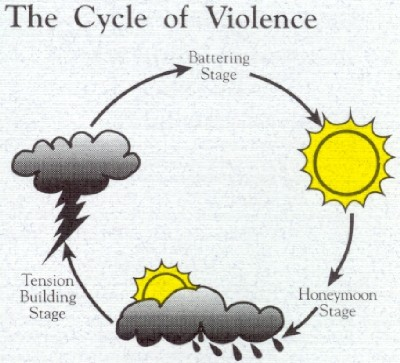 The Cycle of Violence
Battering
Stage
Honeymoon
Stage
Tension
Building
Stage